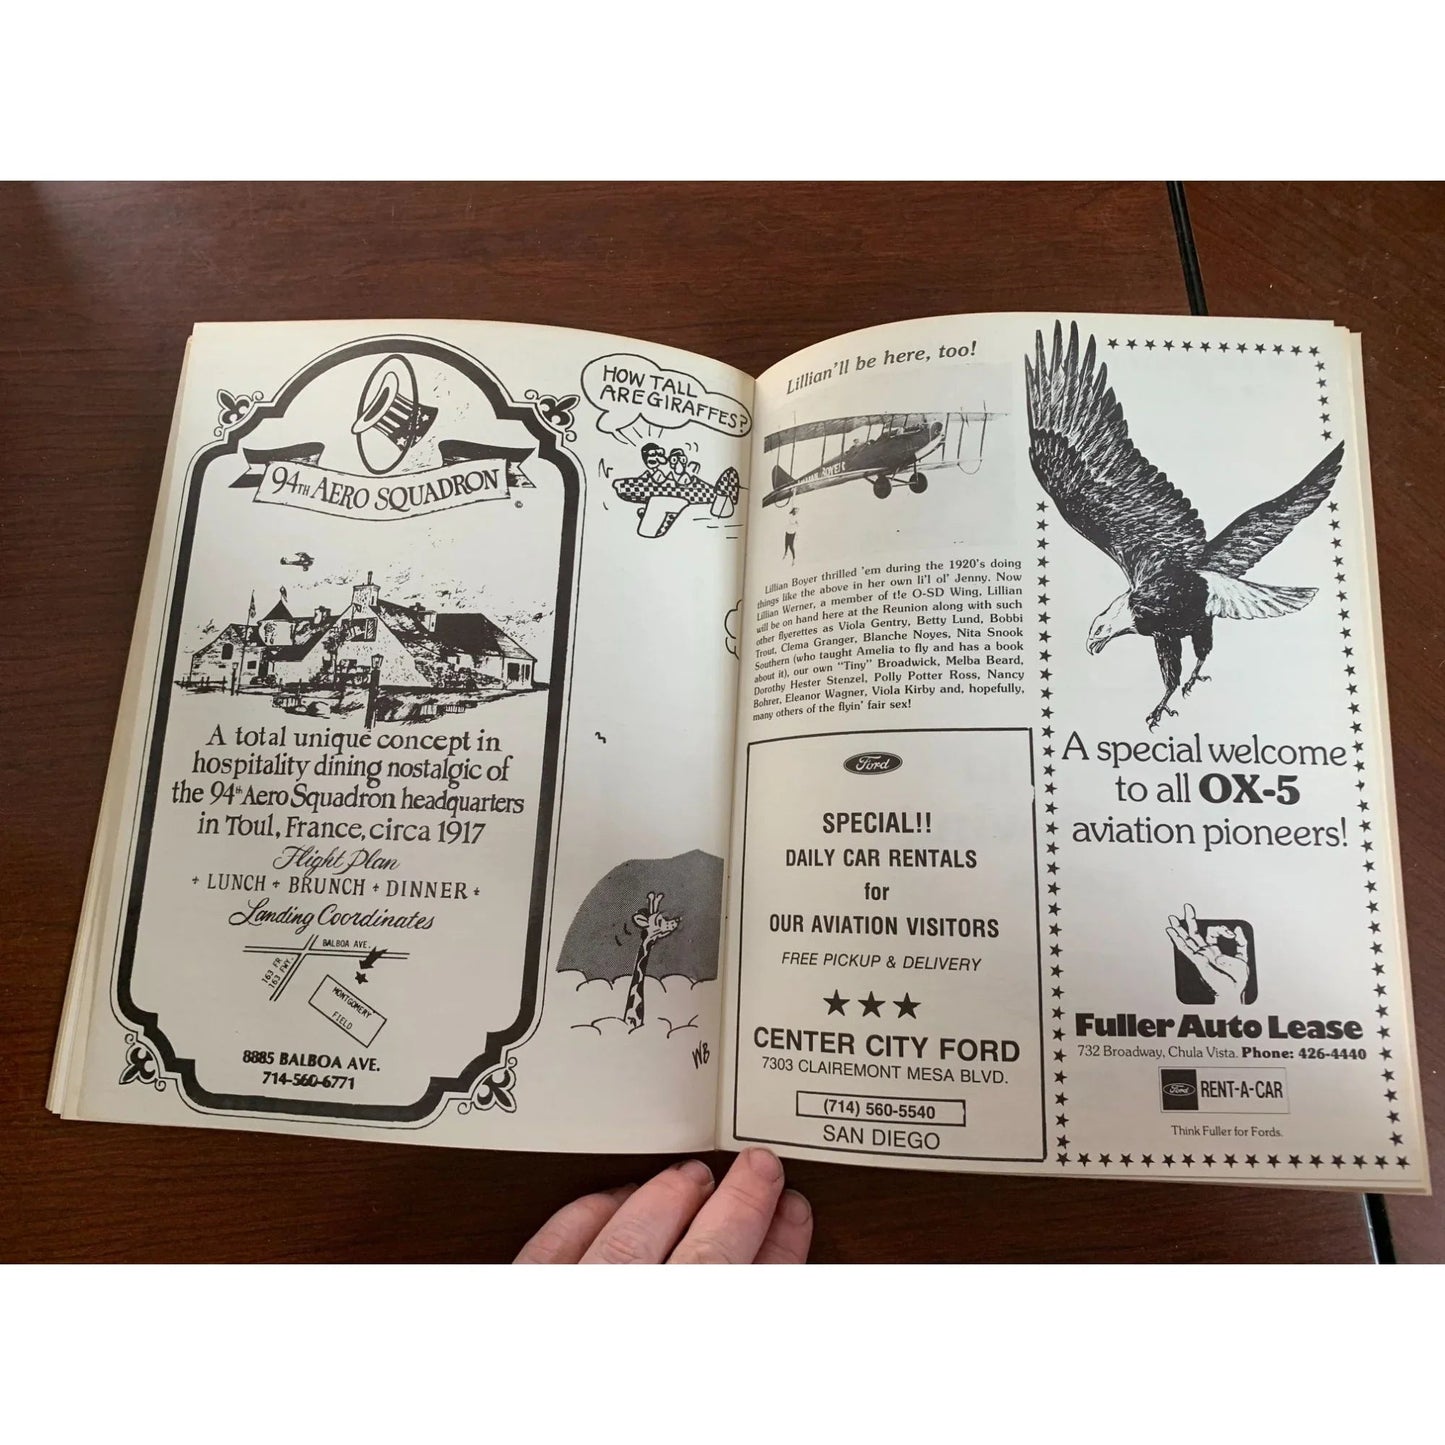 94TH AERO SQUADRON
©
A total unique concept in
hospitality dining nostalgic of
the 94th Aero Squadron headquarters
in Toul, France, circa 1917
Flight Plan
LUNCH + BRUNCH + DINNER
Landing Coordinates
BALBOA AVE.
163 FR
163 FWY.
MONTGOMERY
FIELD
8885 BALBOA AVE.
714-560-6771
HOW TALL
ARE GIRAFFES?
WB
Lillian'll be here, too!
BOYER
Lillian Boyer thrilled 'em during the 1920's doing
things like the above in her own li'l ol' Jenny. Now
Lillian Werner, a member of t!e O-SD Wing, Lillian
will be on hand here at the Reunion along with such
other flyerettes as Viola Gentry, Betty Lund, Bobbi
Trout, Clema Granger, Blanche Noyes, Nita Snook
Southern (who taught Amelia to fly and has a book
about it), our own "Tiny" Broadwick, Melba Beard,
Dorothy Hester Stenzel, Polly Potter Ross, Nancy
Bohrer, Eleanor Wagner, Viola Kirby and, hopefully,
many others of the flyin' fair sex!
Ford
SPECIAL!!
DAILY CAR RENTALS
for
OUR AVIATION VISITORS
FREE PICKUP & DELIVERY
CENTER CITY FORD
7303 CLAIREMONT MESA BLVD.
(714) 560-5540
SAN DIEGO
A special welcome
to all OX-5
aviation pioneers!
Fuller Auto Lease
732 Broadway, Chula Vista. Phone: 426-4440
Ford RENT-A-CAR
Think Fuller for Fords.